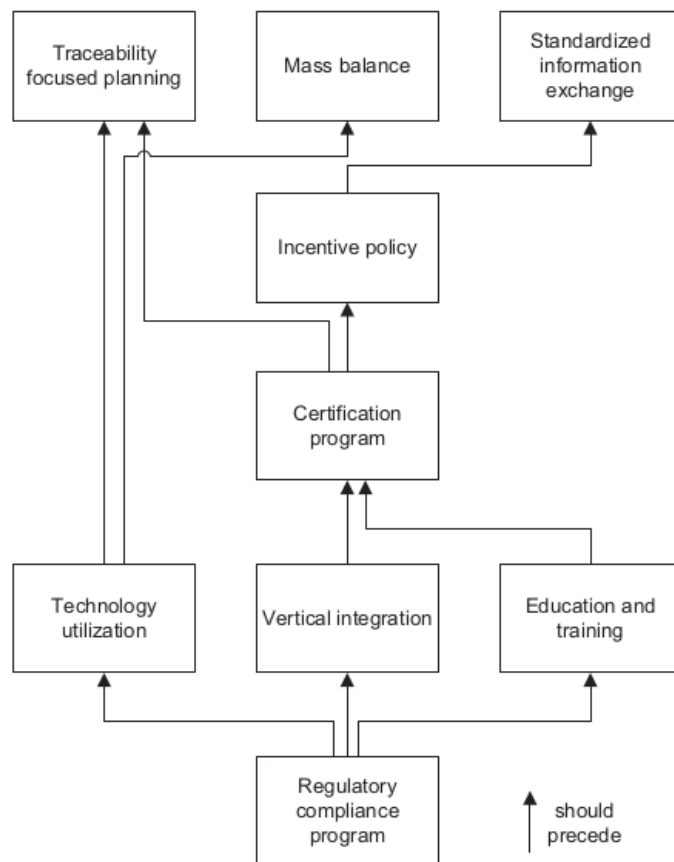 Traceability
focused planning
Mass balance
Standardized
information
exchange
Incentive policy
Certification
program
Technology
utilization
Vertical integration
Education and
training
Regulatory
compliance
program
should
precede